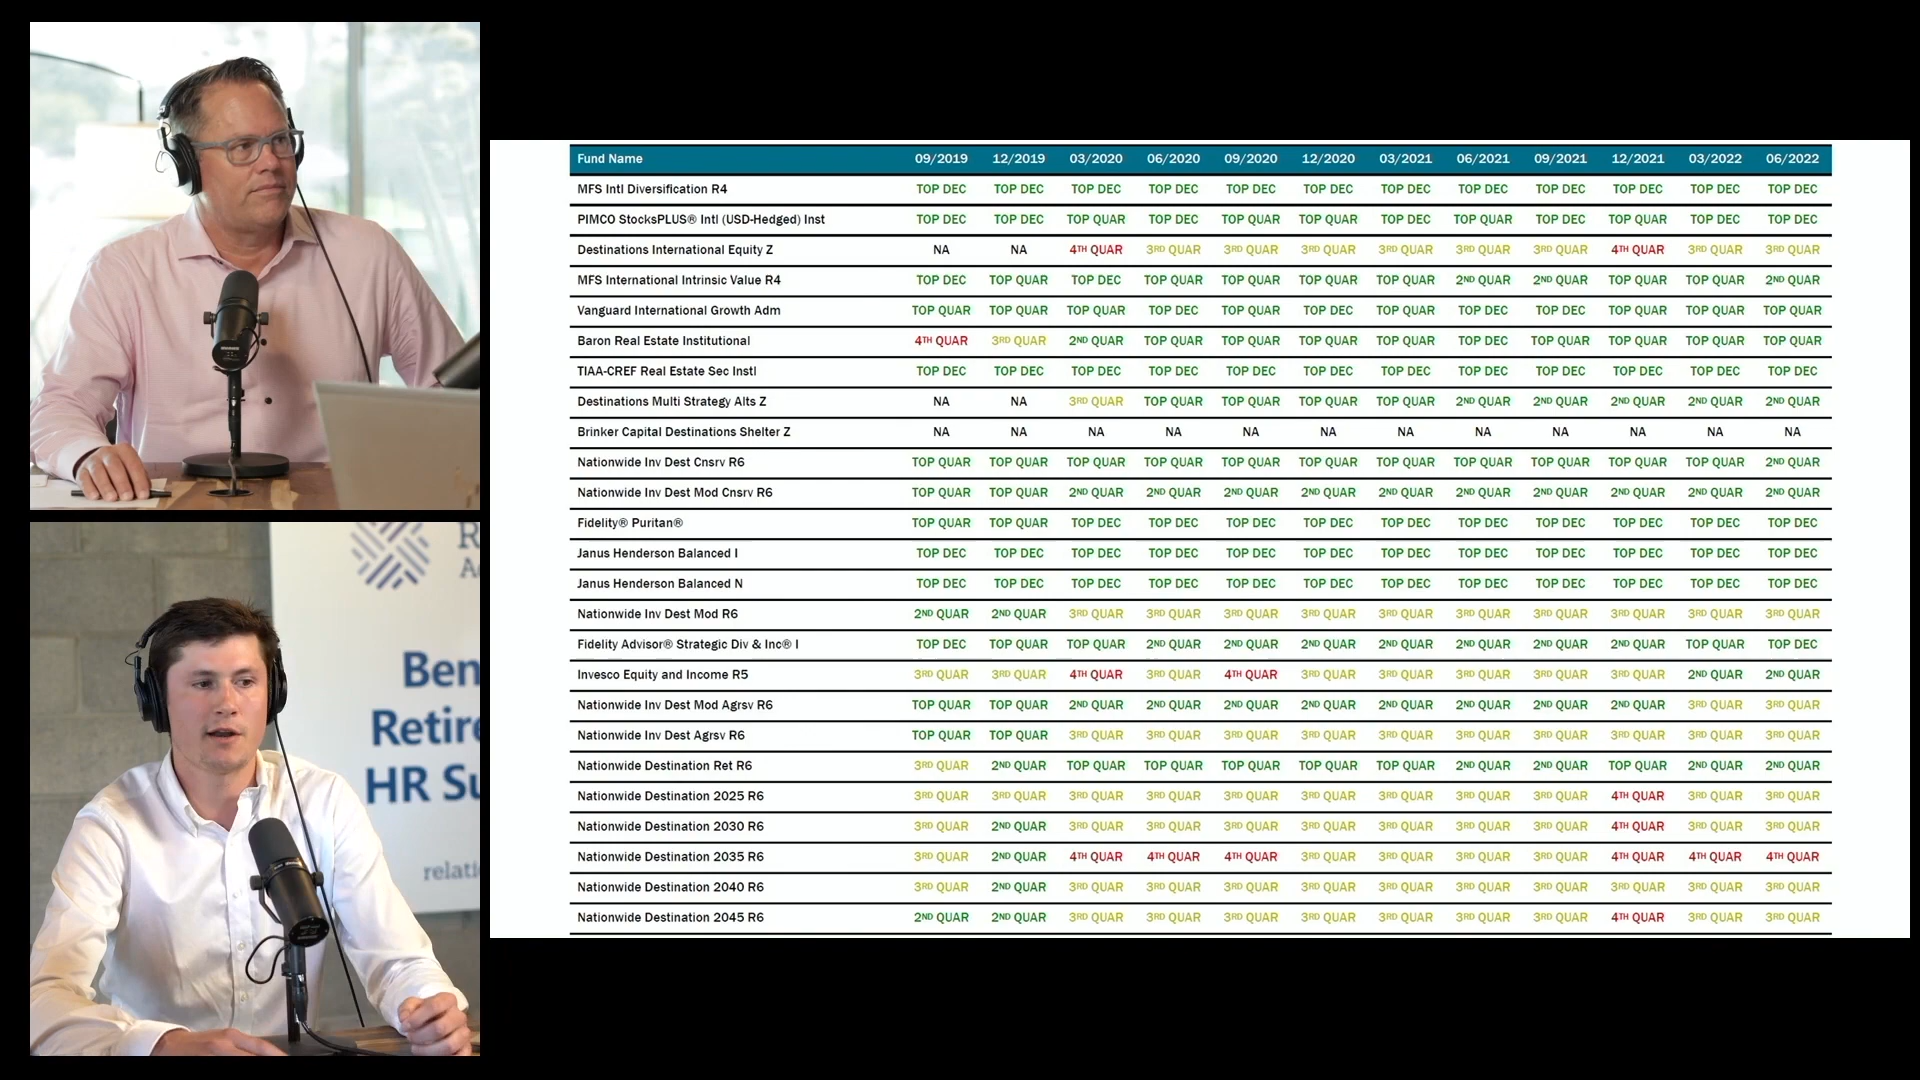 R
A
Ben
Retire
HR Su
relati
Fund Name 09/2019 12/2019 03/2020 06/2020 09/2020 12/2020 03/2021 06/2021 09/2021 12/2021 03/2022 06/2022
MFS Intl Diversification R4 TOP DEC TOP DEC TOP DEC TOP DEC TOP DEC TOP DEC TOP DEC TOP DEC TOP DEC TOP DEC TOP DEC TOP DEC
PIMCO StocksPLUS® Intl (USD-Hedged) Inst TOP DEC TOP DEC TOP QUAR TOP DEC TOP QUAR TOP QUAR TOP DEC TOP QUAR TOP DEC TOP QUAR TOP DEC TOP DEC
Destinations International Equity Z NA NA 4TH QUAR 3RD QUAR 3RD QUAR 3RD QUAR 3RD QUAR 3RD QUAR 3RD QUAR 4TH QUAR 3RD QUAR 3RD QUAR
MFS International Intrinsic Value R4 TOP DEC TOP QUAR TOP DEC TOP QUAR TOP QUAR TOP QUAR TOP QUAR 2ND QUAR 2ND QUAR TOP QUAR TOP QUAR 2ND QUAR
Vanguard International Growth Adm TOP QUAR TOP QUAR TOP QUAR TOP DEC TOP QUAR TOP DEC TOP QUAR TOP DEC TOP DEC TOP QUAR TOP QUAR TOP QUAR
Baron Real Estate Institutional 4TH QUAR 3RD QUAR 2ND QUAR TOP QUAR TOP QUAR TOP QUAR TOP QUAR TOP DEC TOP QUAR TOP QUAR TOP QUAR TOP QUAR
TIAA-CREF Real Estate Sec Instl TOP DEC TOP DEC TOP DEC TOP DEC TOP DEC TOP DEC TOP DEC TOP DEC TOP DEC TOP DEC TOP DEC TOP DEC
Destinations Multi Strategy Alts Z NA NA 3RD QUAR TOP QUAR TOP QUAR TOP QUAR TOP QUAR 2ND QUAR 2ND QUAR 2ND QUAR 2ND QUAR 2ND QUAR
Brinker Capital Destinations Shelter Z NA NA NA NA NA NA NA NA NA NA NA NA
Nationwide Inv Dest Cnsrv R6 TOP QUAR TOP QUAR TOP QUAR TOP QUAR TOP QUAR TOP QUAR TOP QUAR TOP QUAR TOP QUAR TOP QUAR TOP QUAR 2ND QUAR
Nationwide Inv Dest Mod Cnsrv R6 TOP QUAR TOP QUAR 2ND QUAR 2ND QUAR 2ND QUAR 2ND QUAR 2ND QUAR 2ND QUAR 2ND QUAR 2ND QUAR 2ND QUAR 2ND QUAR
Fidelity® Puritan® TOP QUAR TOP QUAR TOP DEC TOP DEC TOP DEC TOP DEC TOP DEC TOP DEC TOP DEC TOP DEC TOP DEC TOP DEC
Janus Henderson Balanced I TOP DEC TOP DEC TOP DEC TOP DEC TOP DEC TOP DEC TOP DEC TOP DEC TOP DEC TOP DEC TOP DEC TOP DEC
Janus Henderson Balanced N TOP DEC TOP DEC TOP DEC TOP DEC TOP DEC TOP DEC TOP DEC TOP DEC TOP DEC TOP DEC TOP DEC TOP DEC
Nationwide Inv Dest Mod R6 2ND QUAR 2ND QUAR 3RD QUAR 3RD QUAR 3RD QUAR 3RD QUAR 3RD QUAR 3RD QUAR 3RD QUAR 3RD QUAR 3RD QUAR 3RD QUAR
Fidelity Advisor® Strategic Div & Inc® I TOP DEC TOP QUAR TOP QUAR 2ND QUAR 2ND QUAR 2ND QUAR 2ND QUAR 2ND QUAR 2ND QUAR 2ND QUAR TOP QUAR TOP DEC
Invesco Equity and Income R5 3RD QUAR 3RD QUAR 4TH QUAR 3RD QUAR 4TH QUAR 3RD QUAR 3RD QUAR 3RD QUAR 3RD QUAR 3RD QUAR 2ND QUAR 2ND QUAR
Nationwide Inv Dest Mod Agrsv R6 TOP QUAR TOP QUAR 2ND QUAR 2ND QUAR 2ND QUAR 2ND QUAR 2ND QUAR 2ND QUAR 2ND QUAR 2ND QUAR 3RD QUAR 3RD QUAR
Nationwide Inv Dest Agrsv R6 TOP QUAR TOP QUAR 3RD QUAR 3RD QUAR 3RD QUAR 3RD QUAR 3RD QUAR 3RD QUAR 3RD QUAR 3RD QUAR 3RD QUAR 3RD QUAR
Nationwide Destination Ret R6 3RD QUAR 2ND QUAR TOP QUAR TOP QUAR TOP QUAR TOP QUAR TOP QUAR 2ND QUAR 2ND QUAR TOP QUAR 2ND QUAR 2ND QUAR
Nationwide Destination 2025 R6 3RD QUAR 3RD QUAR 3RD QUAR 3RD QUAR 3RD QUAR 3RD QUAR 3RD QUAR 3RD QUAR 3RD QUAR 4TH QUAR 3RD QUAR 3RD QUAR
Nationwide Destination 2030 R6 3RD QUAR 2ND QUAR 3RD QUAR 3RD QUAR 3RD QUAR 3RD QUAR 3RD QUAR 3RD QUAR 3RD QUAR 4TH QUAR 3RD QUAR 3RD QUAR
Nationwide Destination 2035 R6 3RD QUAR 2ND QUAR 4TH QUAR 4TH QUAR 4TH QUAR 3RD QUAR 3RD QUAR 3RD QUAR 3RD QUAR 4TH QUAR 4TH QUAR 4TH QUAR
Nationwide Destination 2040 R6 3RD QUAR 2ND QUAR 3RD QUAR 3RD QUAR 3RD QUAR 3RD QUAR 3RD QUAR 3RD QUAR 3RD QUAR 3RD QUAR 3RD QUAR 3RD QUAR
Nationwide Destination 2045 R6 2ND QUAR 2ND QUAR 3RD QUAR 3RD QUAR 3RD QUAR 3RD QUAR 3RD QUAR 3RD QUAR 3RD QUAR 4TH QUAR 3RD QUAR 3RD QUAR